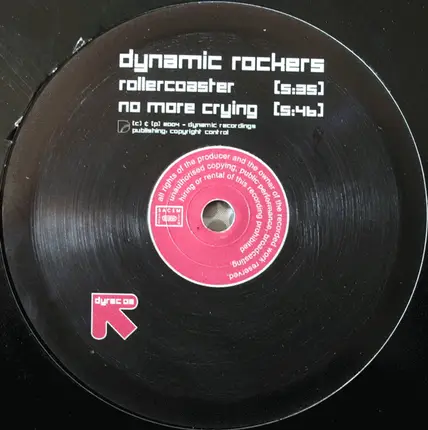 dynamic rockers
rollercoaster [5:35]
no more crying [5:46]
(c) & (p) 2004 - dynamic recordings
publishing: copyright control
all rights of the producer and the owner of the recorded work reserved.
unauthorised copying, public performance, broadcasting,
hiring or rental of this recording prohibited
SACEM
dyrec 02